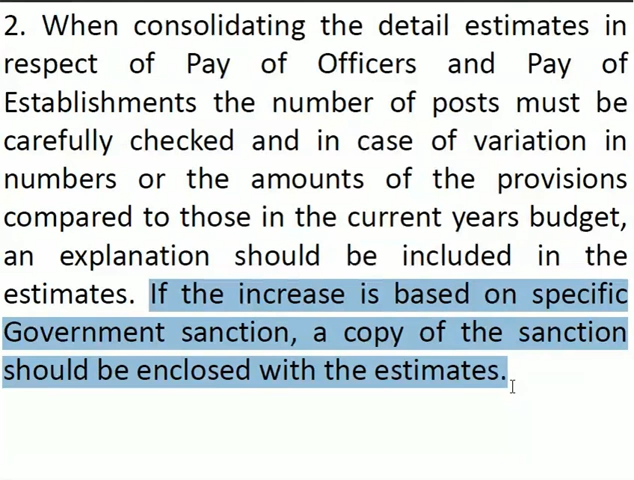 2. When consolidating the detail estimates in
respect of Pay of Officers and Pay of
Establishments the number of posts must be
carefully checked and in case of variation in
numbers or the amounts of the provisions
compared to those in the current years budget,
an explanation should be included in the
estimates. If the increase is based on specific
Government sanction, a copy of the sanction
should be enclosed with the estimates.